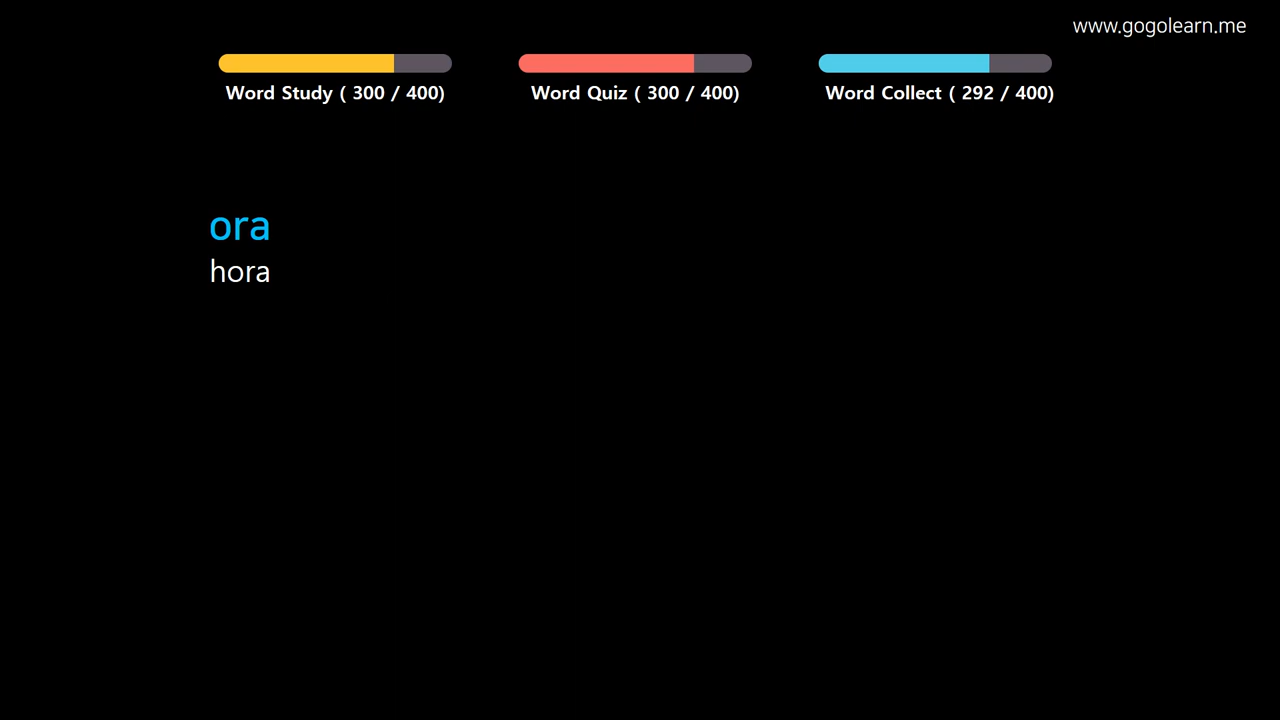 www.gogolearn.me
Word Study ( 300 / 400)
Word Quiz ( 300 / 400)
Word Collect ( 292 / 400)
ora
hora